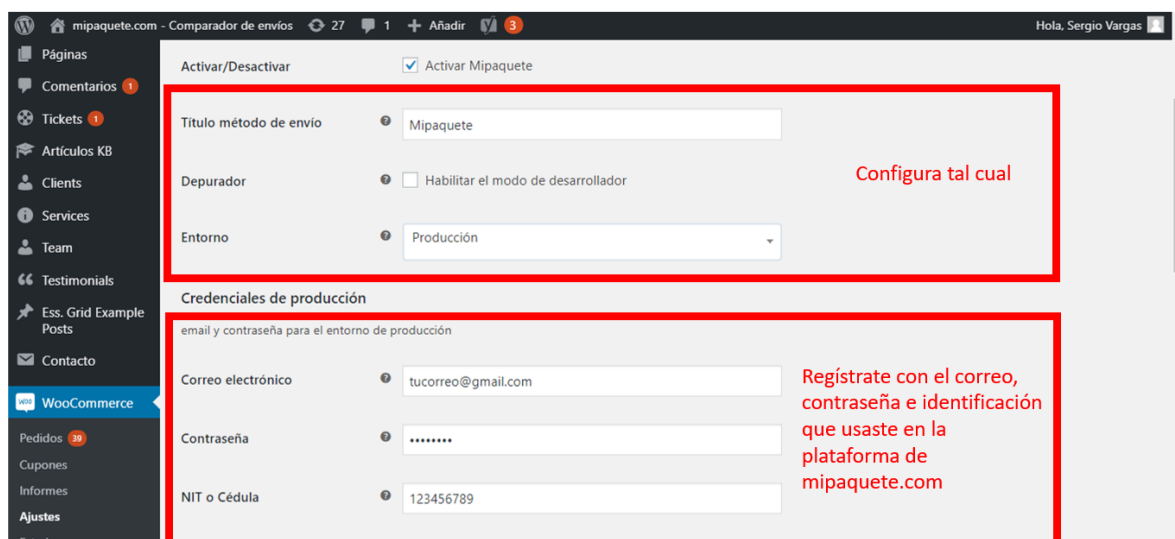 mipaquete.com - Comparador de envíos 27 1 + Añadir 3 Hola, Sergio Vargas
Páginas
Comentarios 1
Tickets 1
Artículos KB
Clients
Services
Team
Testimonials
Ess. Grid Example
Posts
Contacto
WooCommerce
Pedidos 39
Cupones
Informes
Ajustes
Activar/Desactivar Activar Mipaquete
Título método de envío Mipaquete
Depurador Habilitar el modo de desarrollador
Entorno Producción
Configura tal cual
Credenciales de producción
email y contraseña para el entorno de producción
Correo electrónico tucorreo@gmail.com
Contraseña ••••••••
NIT o Cédula 123456789
Regístrate con el correo,
contraseña e identificación
que usaste en la
plataforma de
mipaquete.com